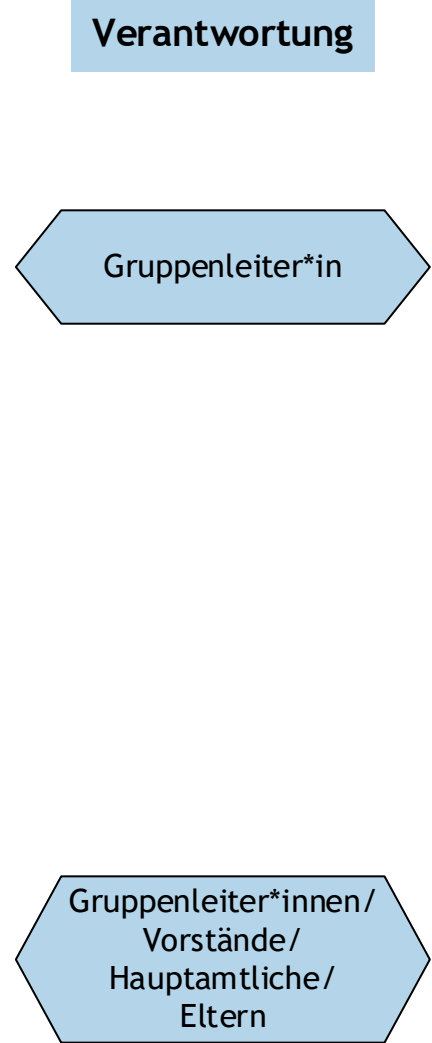 Verantwortung
Gruppenleiter*in
Gruppenleiter*innen/
Vorstände/
Hauptamtliche/
Eltern